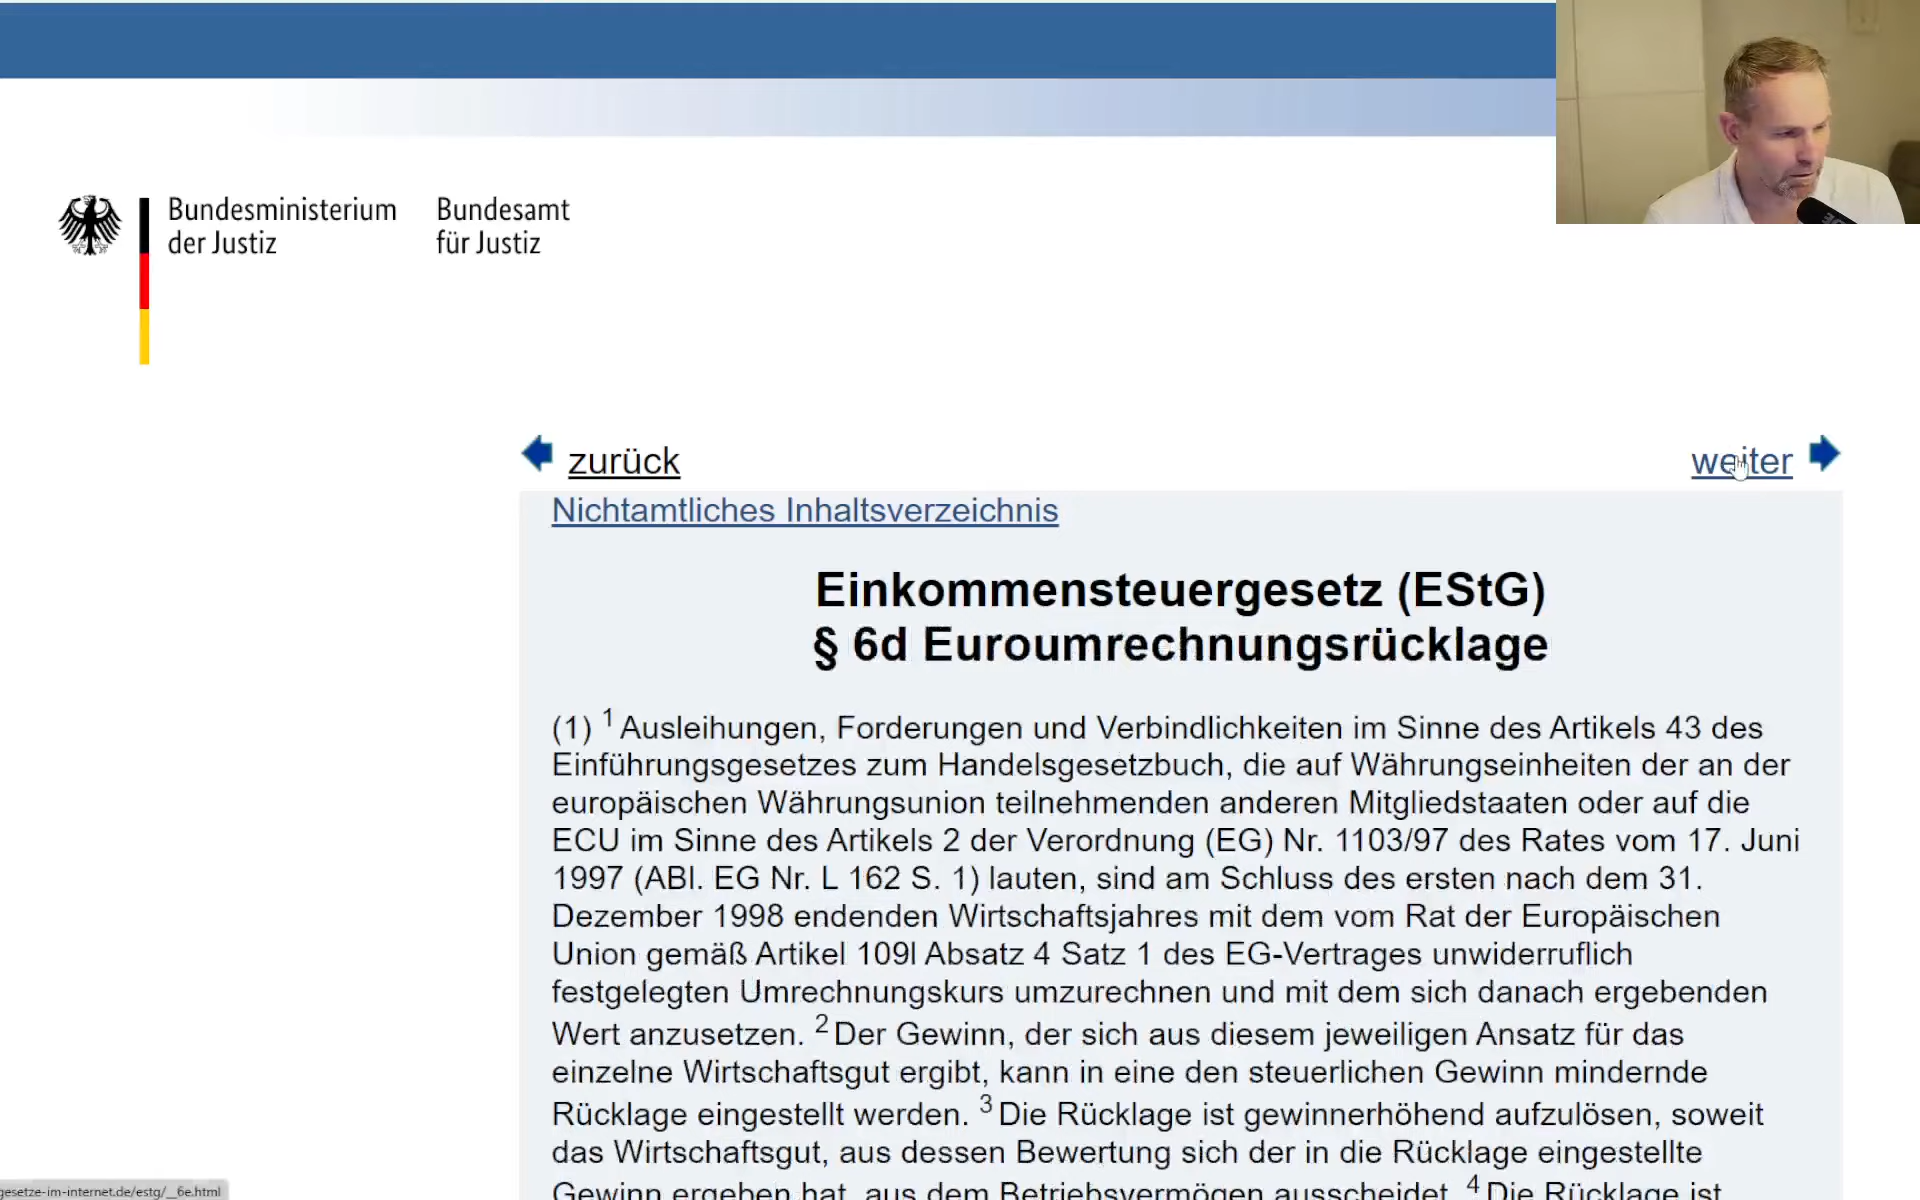 Bundesministerium
der Justiz
Bundesamt
für Justiz
zurück
weiter
Nichtamtliches Inhaltsverzeichnis
Einkommensteuergesetz (EStG)
§ 6d Euroumrechnungsrücklage
(1) 1 Ausleihungen, Forderungen und Verbindlichkeiten im Sinne des Artikels 43 des
Einführungsgesetzes zum Handelsgesetzbuch, die auf Währungseinheiten der an der
europäischen Währungsunion teilnehmenden anderen Mitgliedstaaten oder auf die
ECU im Sinne des Artikels 2 der Verordnung (EG) Nr. 1103/97 des Rates vom 17. Juni
1997 (ABl. EG Nr. L 162 S. 1) lauten, sind am Schluss des ersten nach dem 31.
Dezember 1998 endenden Wirtschaftsjahres mit dem vom Rat der Europäischen
Union gemäß Artikel 109l Absatz 4 Satz 1 des EG-Vertrages unwiderruflich
festgelegten Umrechnungskurs umzurechnen und mit dem sich danach ergebenden
Wert anzusetzen. 2 Der Gewinn, der sich aus diesem jeweiligen Ansatz für das
einzelne Wirtschaftsgut ergibt, kann in eine den steuerlichen Gewinn mindernde
Rücklage eingestellt werden. 3 Die Rücklage ist gewinnerhöhend aufzulösen, soweit
das Wirtschaftsgut, aus dessen Bewertung sich der in die Rücklage eingestellte
Gewinn ergeben hat, aus dem Betriebsvermögen ausscheidet. 4 Die Rücklage ist
gesetze-im-internet.de/estg/__6e.html